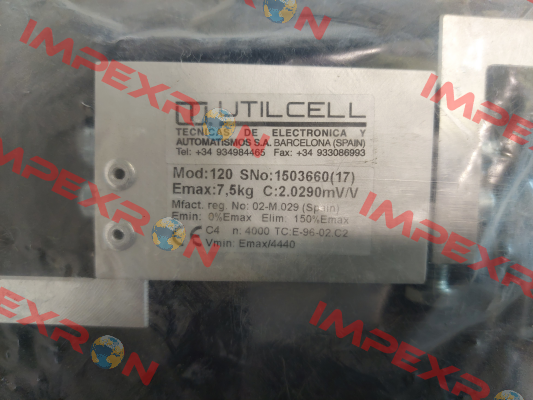 UTILCELL
TECNICAS DE ELECTRONICA Y
AUTOMATISMOS S.A. BARCELONA (SPAIN)
Tel: +34 934984465 Fax: +34 933086993
Mod:120 SNo:1503660(17)
Emax:7,5kg C:2.0290mV/V
Mfact. reg. No: 02-M.029 (Spain)
Emin: 0%Emax Elim: 150%Emax
CE C4 n: 4000 TC:E-96-02.C2
Vmin: Emax/4440
IMPEXRON
IMPEXRON
IMPEXRON
IMPEXRON